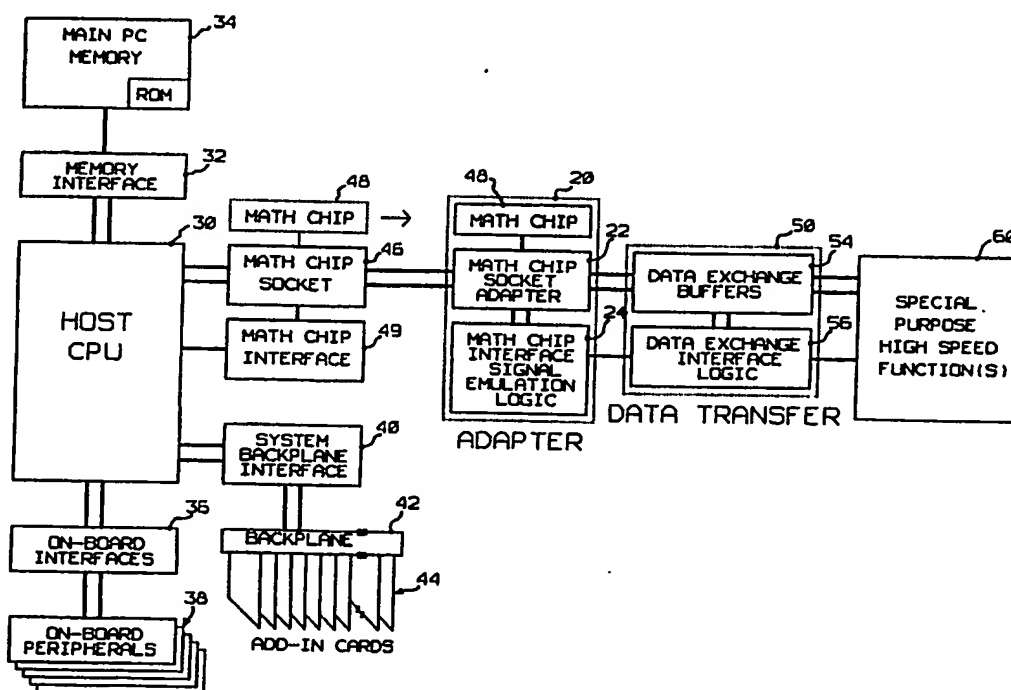 34
MAIN PC
MEMORY
ROM
32
MEMORY
INTERFACE
30
HOST
CPU
48
MATH CHIP
46
MATH CHIP
SOCKET
49
MATH CHIP
INTERFACE
48
20
MATH CHIP
22
MATH CHIP
SOCKET
ADAPTER
24
MATH CHIP
INTERFACE
SIGNAL
EMULATION
LOGIC
ADAPTER
50
54
DATA EXCHANGE
BUFFERS
56
DATA EXCHANGE
INTERFACE
LOGIC
DATA TRANSFER
60
SPECIAL
PURPOSE
HIGH SPEED
FUNCTION(S)
40
SYSTEM
BACKPLANE
INTERFACE
42
BACKPLANE
44
ADD-IN CARDS
36
ON-BOARD
INTERFACES
38
ON-BOARD
PERIPHERALS